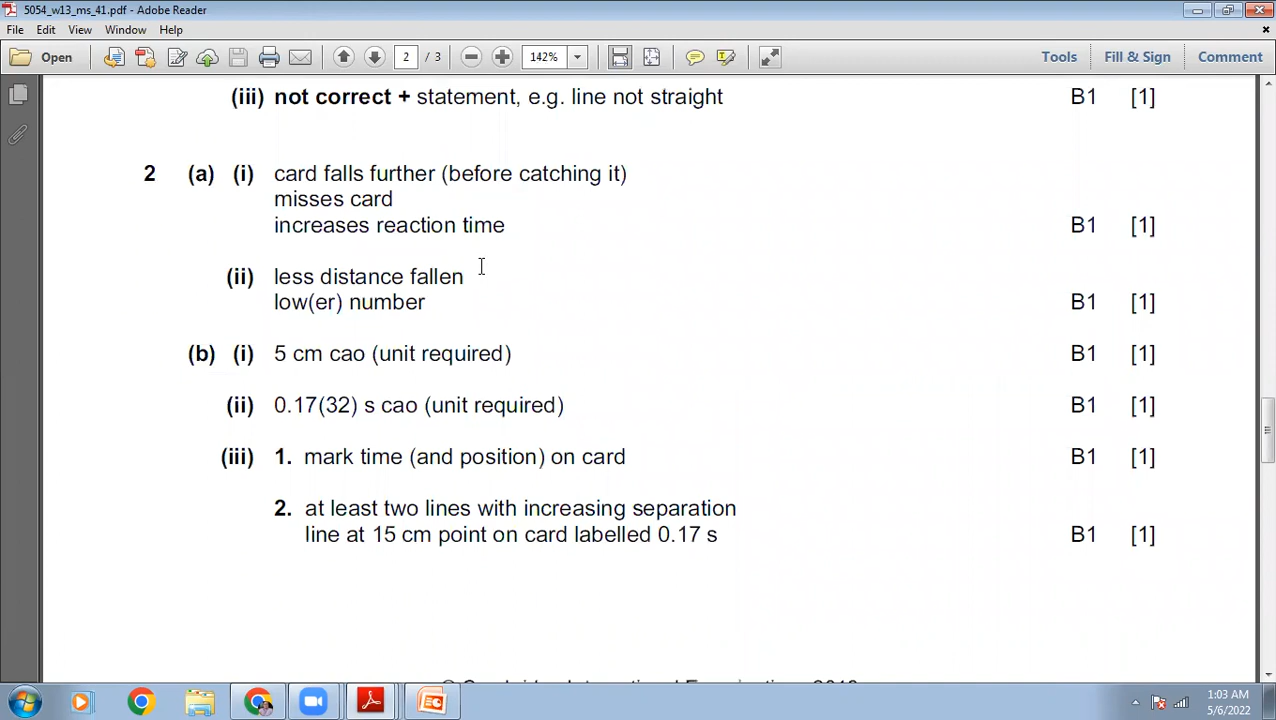 5054_w13_ms_41.pdf - Adobe Reader
File Edit View Window Help
Open 2 / 3 142% Tools Fill & Sign Comment
(iii) not correct + statement, e.g. line not straight B1 [1]
2 (a) (i) card falls further (before catching it)
misses card
increases reaction time B1 [1]
(ii) less distance fallen
low(er) number B1 [1]
(b) (i) 5 cm cao (unit required) B1 [1]
(ii) 0.17(32) s cao (unit required) B1 [1]
(iii) 1. mark time (and position) on card B1 [1]
2. at least two lines with increasing separation
line at 15 cm point on card labelled 0.17 s B1 [1]
1:03 AM
5/6/2022